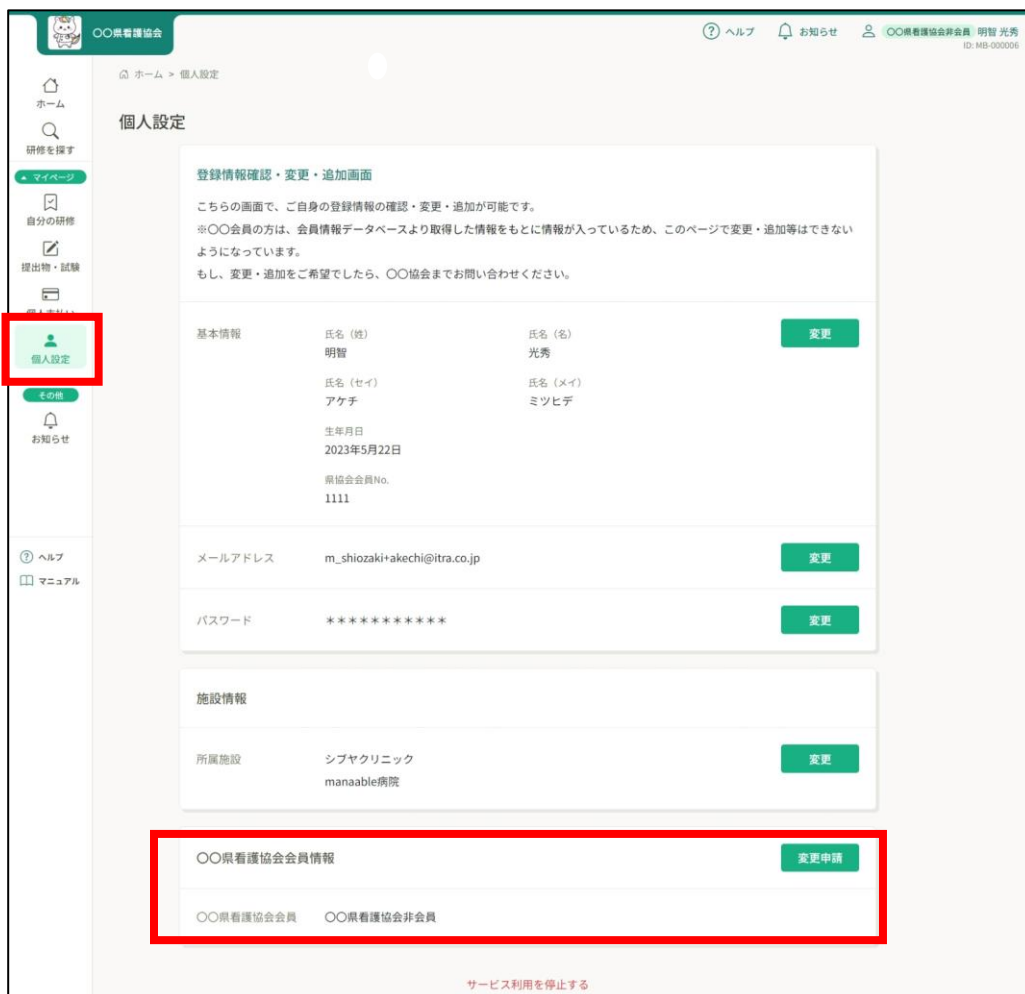 〇〇県看護協会
ヘルプ
お知らせ
〇〇県看護協会非会員 明智 光秀
ID: MB-000006
ホーム > 個人設定
ホーム
研修を探す
マイページ
自分の研修
提出物・試験
個人支払い
個人設定
その他
お知らせ
ヘルプ
マニュアル
個人設定
登録情報確認・変更・追加画面
こちらの画面で、ご自身の登録情報の確認・変更・追加が可能です。
※〇〇会員の方は、会員情報データベースより取得した情報をもとに情報が入っているため、このページで変更・追加等はできない
ようになっています。
もし、変更・追加をご希望でしたら、〇〇協会までお問い合わせください。
基本情報
氏名（姓）
明智
氏名（名）
光秀
変更
氏名（セイ）
アケチ
氏名（メイ）
ミツヒデ
生年月日
2023年5月22日
県協会会員No.
1111
メールアドレス m_shiozaki+akechi@itra.co.jp 変更
パスワード ＊＊＊＊＊＊＊＊＊＊＊ 変更
施設情報
所属施設 シブヤクリニック 変更
manaable病院
〇〇県看護協会会員情報 変更申請
〇〇県看護協会会員 〇〇県看護協会非会員
サービス利用を停止する